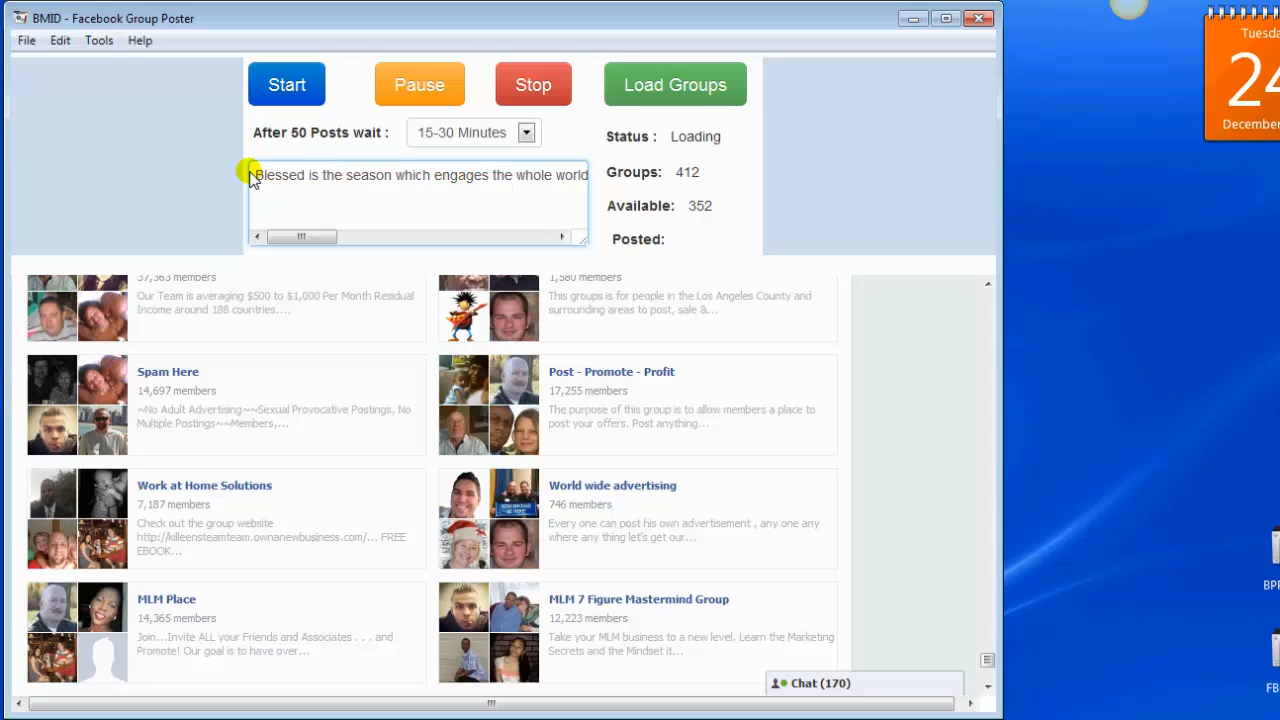 BMID - Facebook Group Poster
File Edit Tools Help
Start Pause Stop Load Groups
After 50 Posts wait : 15-30 Minutes
Status : Loading
Blessed is the season which engages the whole world
Groups: 412
Available: 352
Posted:
37,363 members
Our Team is averaging $500 to $1,000 Per Month Residual
Income around 188 countries....
1,580 members
This groups is for people in the Los Angeles County and
surrounding areas to post, sale &...
Spam Here
14,697 members
~No Adult Advertising~~Sexual Provocative Postings, No
Multiple Postings~~Members,...
Post - Promote - Profit
17,255 members
The purpose of this group is to allow members a place to
post your offers. Post anything...
Work at Home Solutions
7,187 members
Check out the group website
http://killeensteamteam.ownanewbusiness.com/... FREE
EBOOK...
World wide advertising
746 members
Every one can post his own advertisement , any one any
where any thing let's get our...
MLM Place
14,365 members
Join...Invite ALL your Friends and Associates . . . and
Promote! Our goal is to have over...
MLM 7 Figure Mastermind Group
12,223 members
Take your MLM business to a new level. Learn the Marketing
Secrets and the Mindset it...
Chat (170)
Tuesda
24
December
BPF
FB